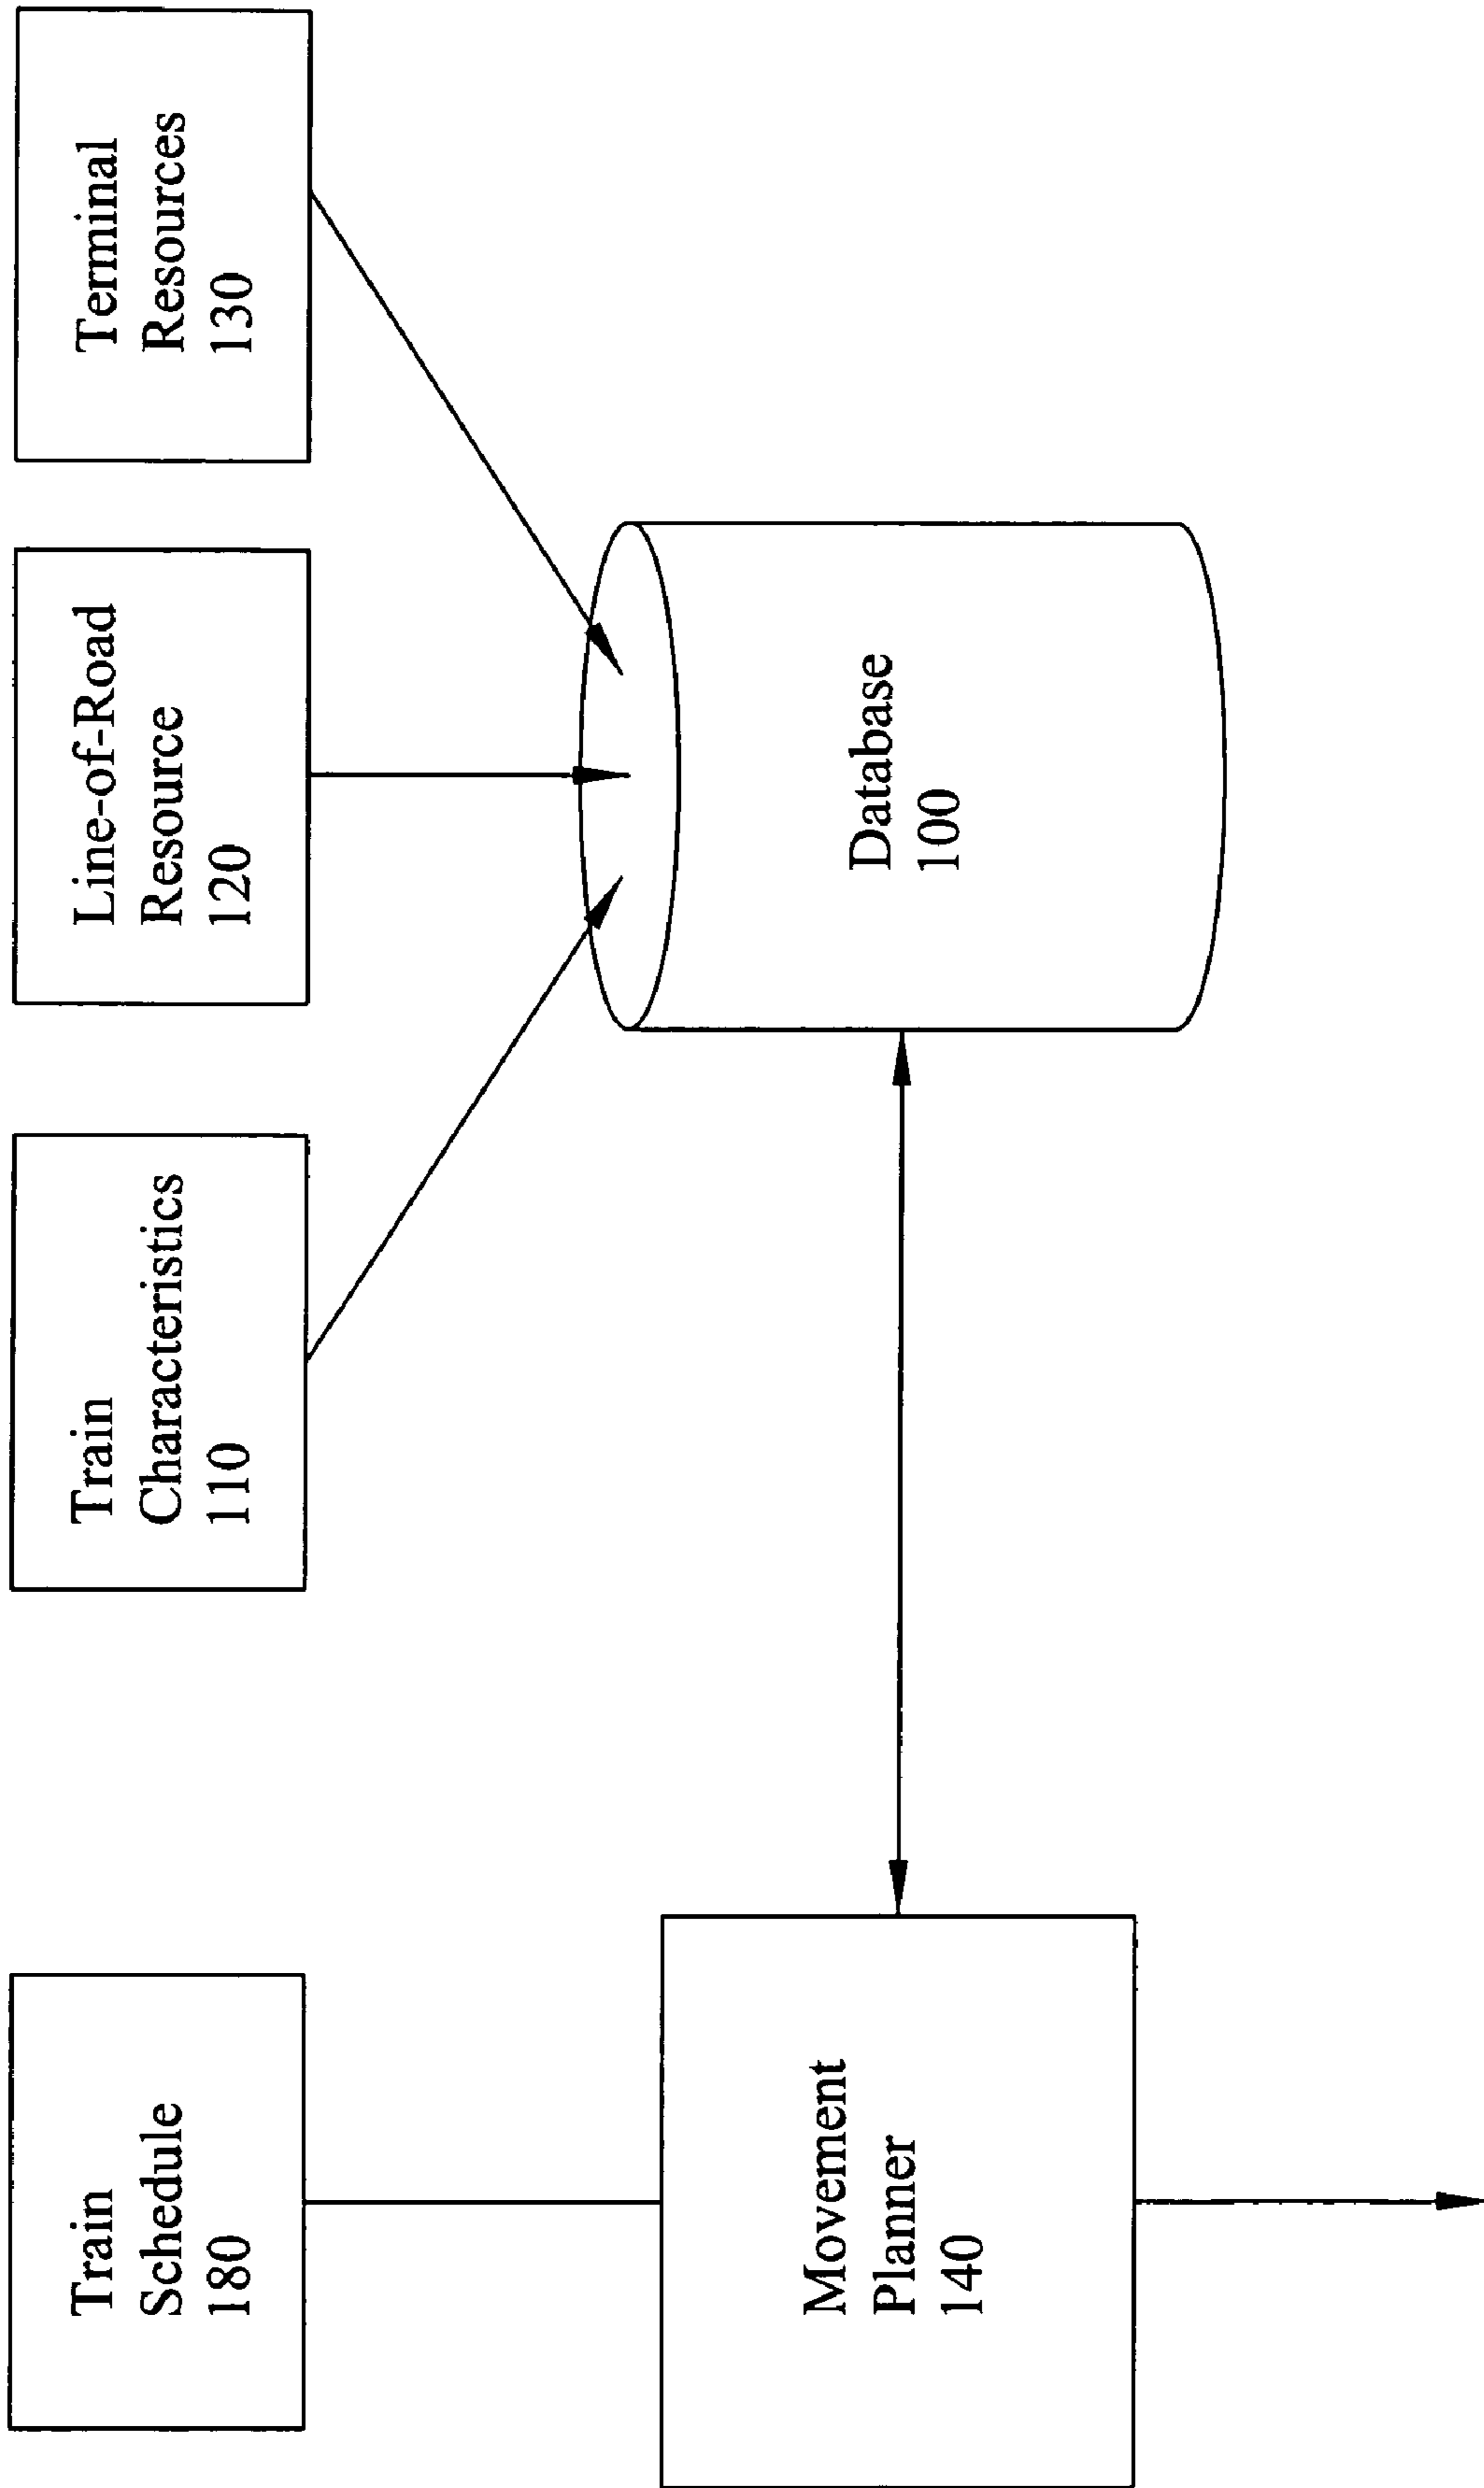 Train
Schedule
180
Train
Characteristics
110
Line-of-Road
Resource
120
Terminal
Resources
130
Movement
Planner
140
Database
100